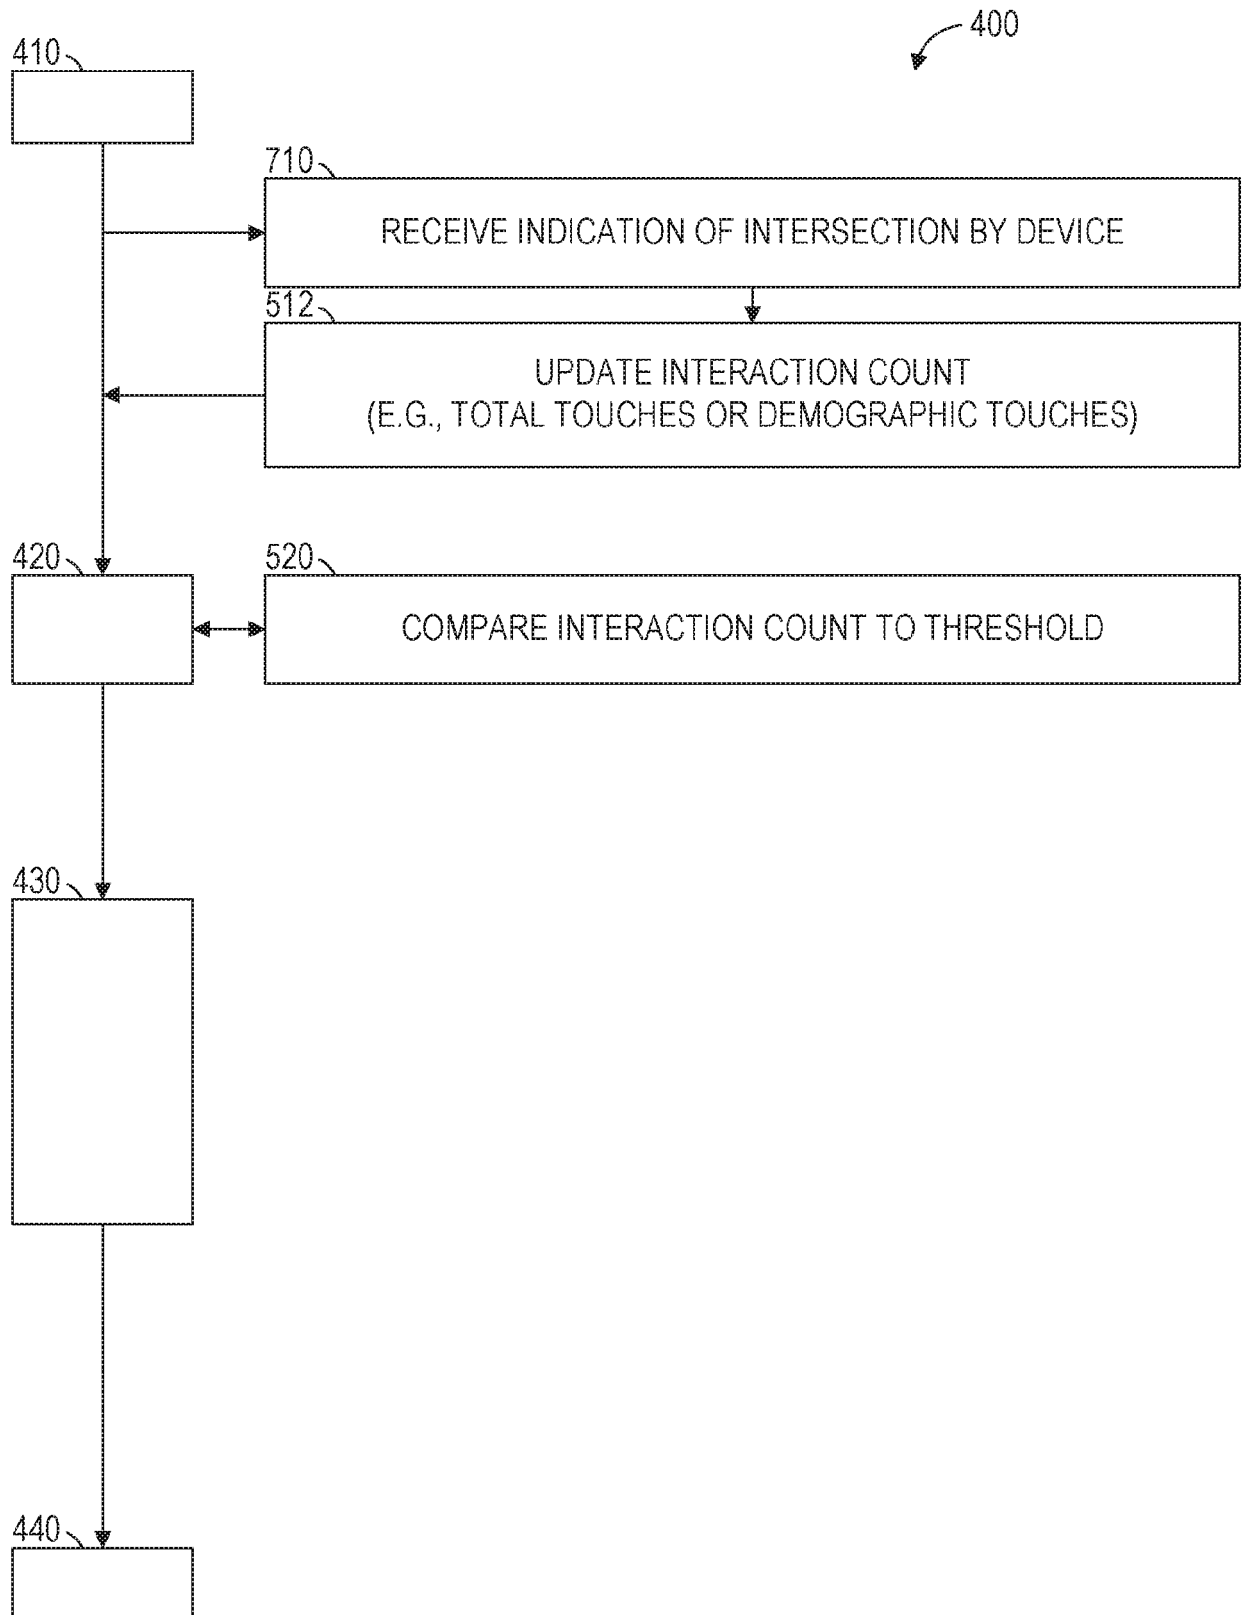 400
410
710
RECEIVE INDICATION OF INTERSECTION BY DEVICE
512
UPDATE INTERACTION COUNT
(E.G., TOTAL TOUCHES OR DEMOGRAPHIC TOUCHES)
420
520
COMPARE INTERACTION COUNT TO THRESHOLD
430
440